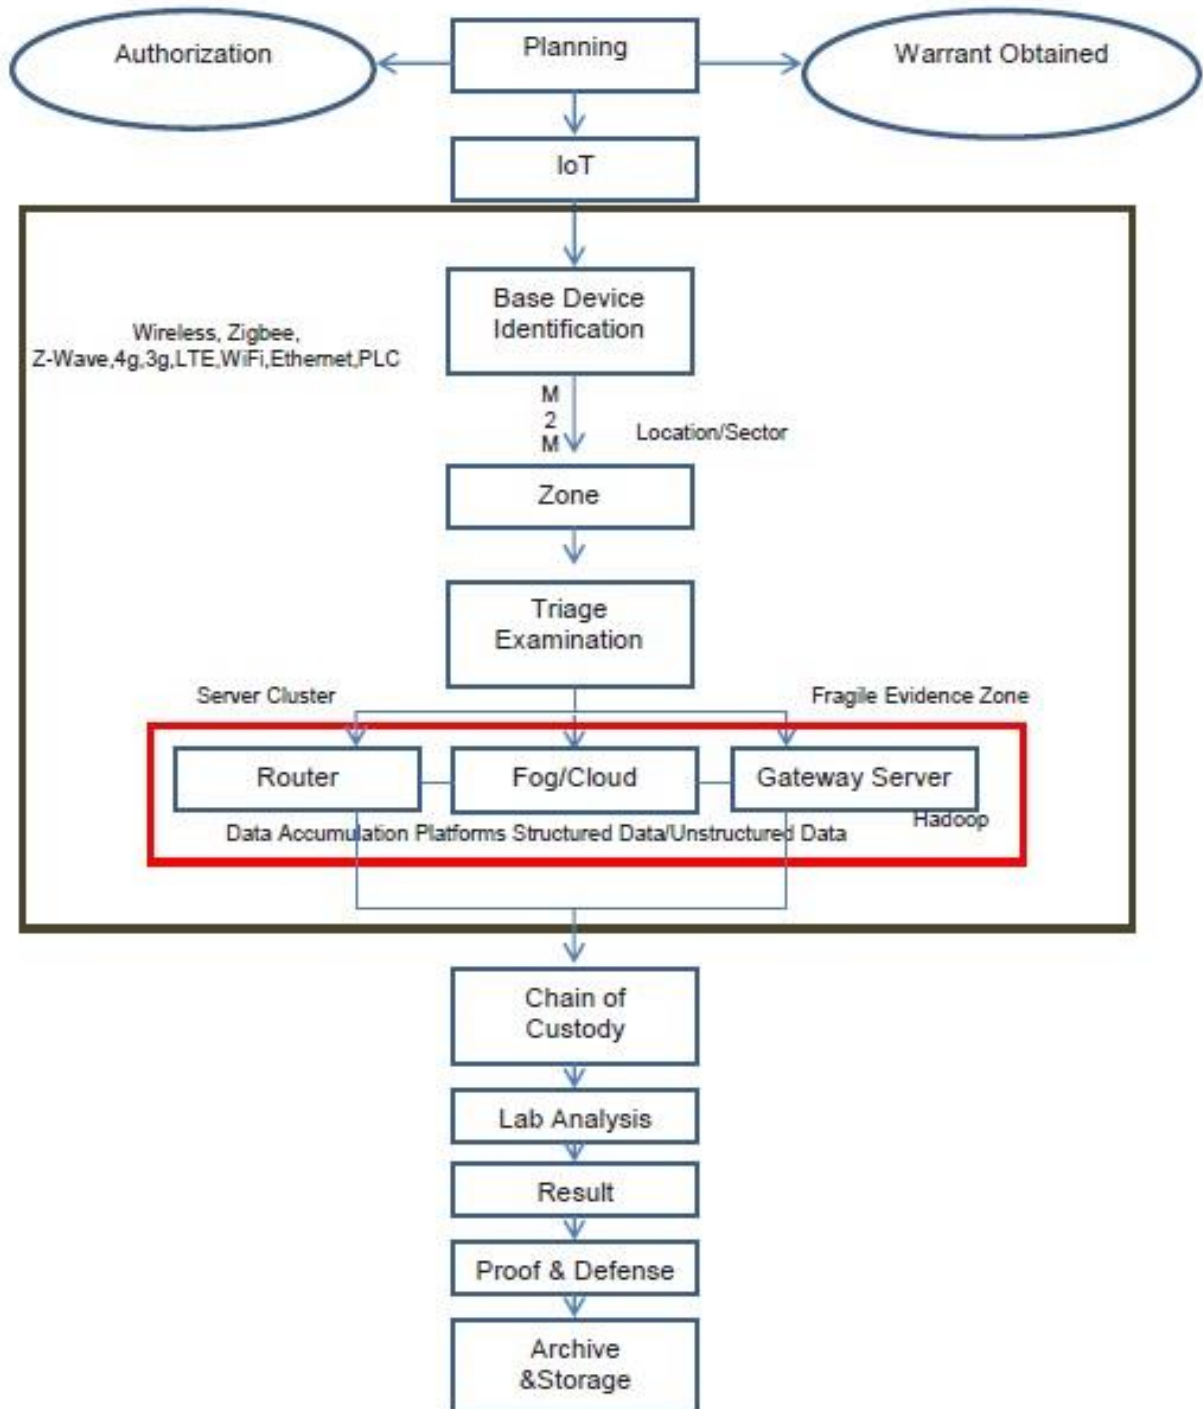 Authorization
Planning
Warrant Obtained
IoT
Base Device
Identification
Wireless, Zigbee,
Z-Wave,4g,3g,LTE,WiFi,Ethernet,PLC
M
2
M
Location/Sector
Zone
Triage
Examination
Server Cluster
Fragile Evidence Zone
Router
Fog/Cloud
Gateway Server
Hadoop
Data Accumulation Platforms Structured Data/Unstructured Data
Chain of
Custody
Lab Analysis
Result
Proof & Defense
Archive
&Storage